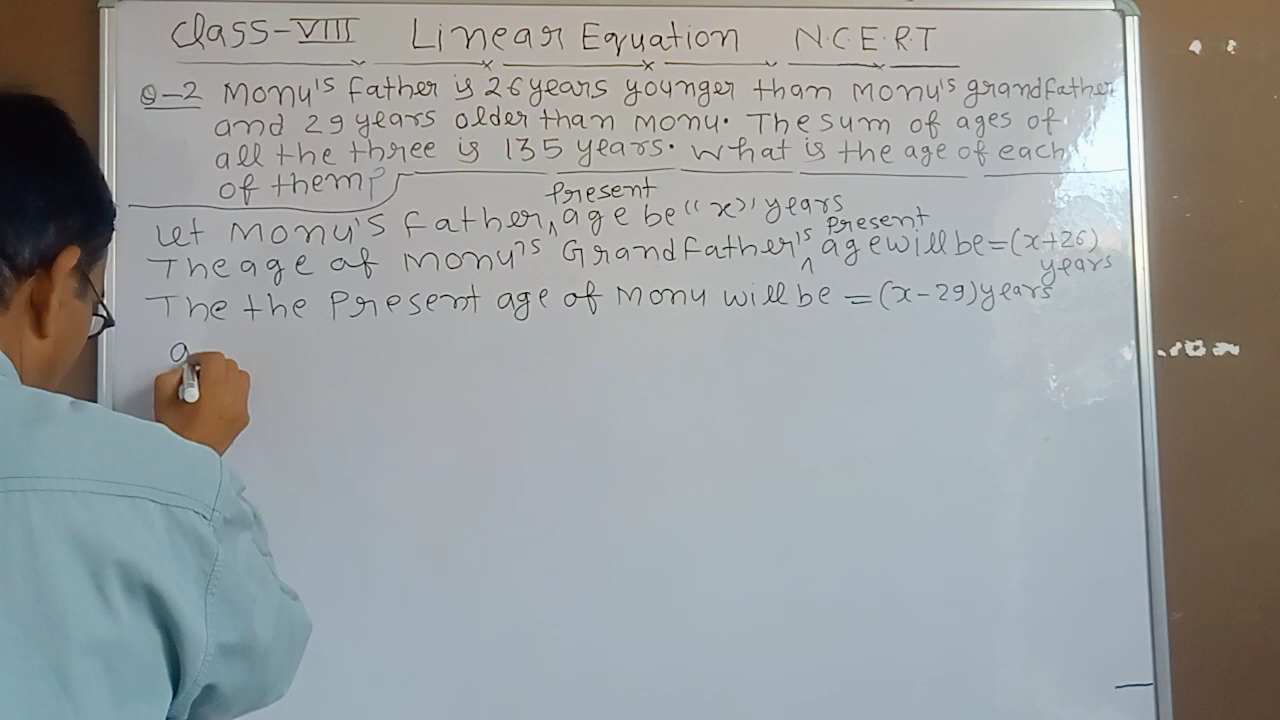 Class-VIII Linear Equation N.C.E.R.T
Q-2 Monu's Father is 26 years younger than Monu's grandfather
and 29 years older than Monu. The sum of ages of
all the three is 135 years. What is the age of each
of them?
Let Monu's Father, present age be "x" years
The age of Monu's Grandfather's present age will be = (x+26) years
The the Present age of Monu will be = (x-29) years
a